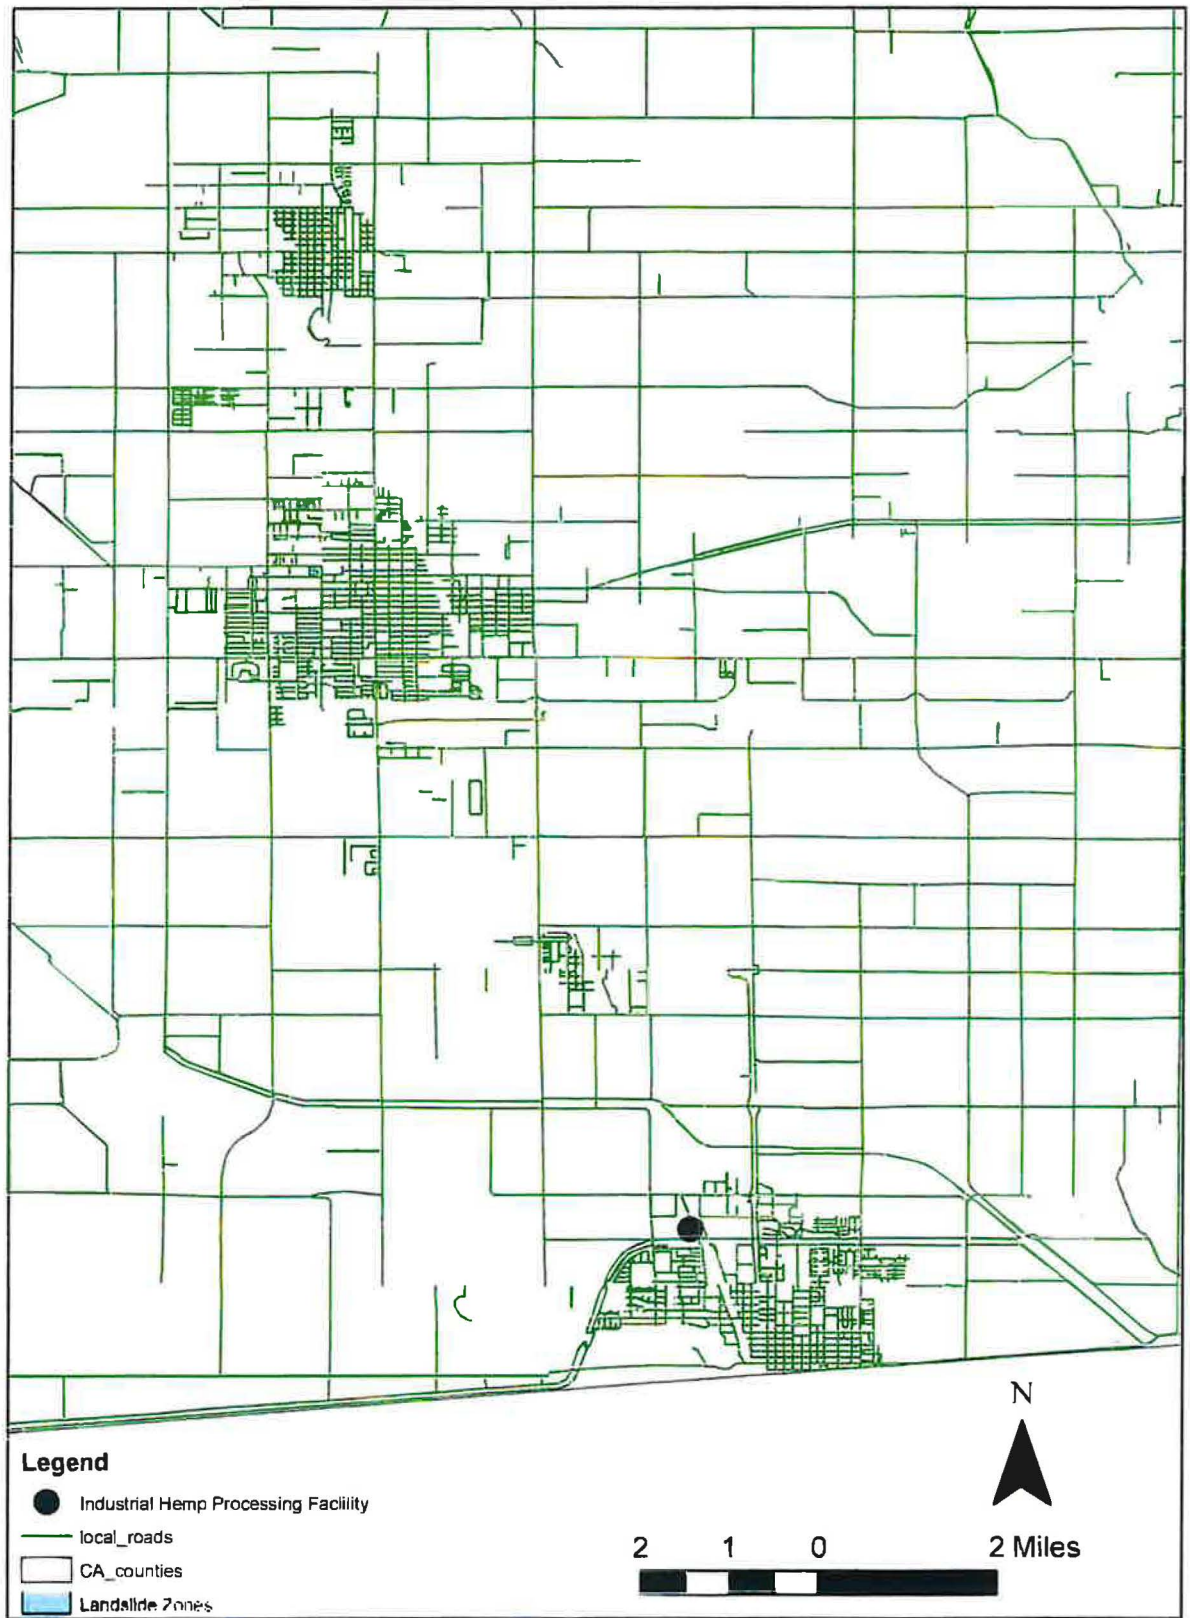 N
Legend
Industrial Hemp Processing Facility
local_roads
CA_counties
Landslide Zones
2 1 0 2 Miles